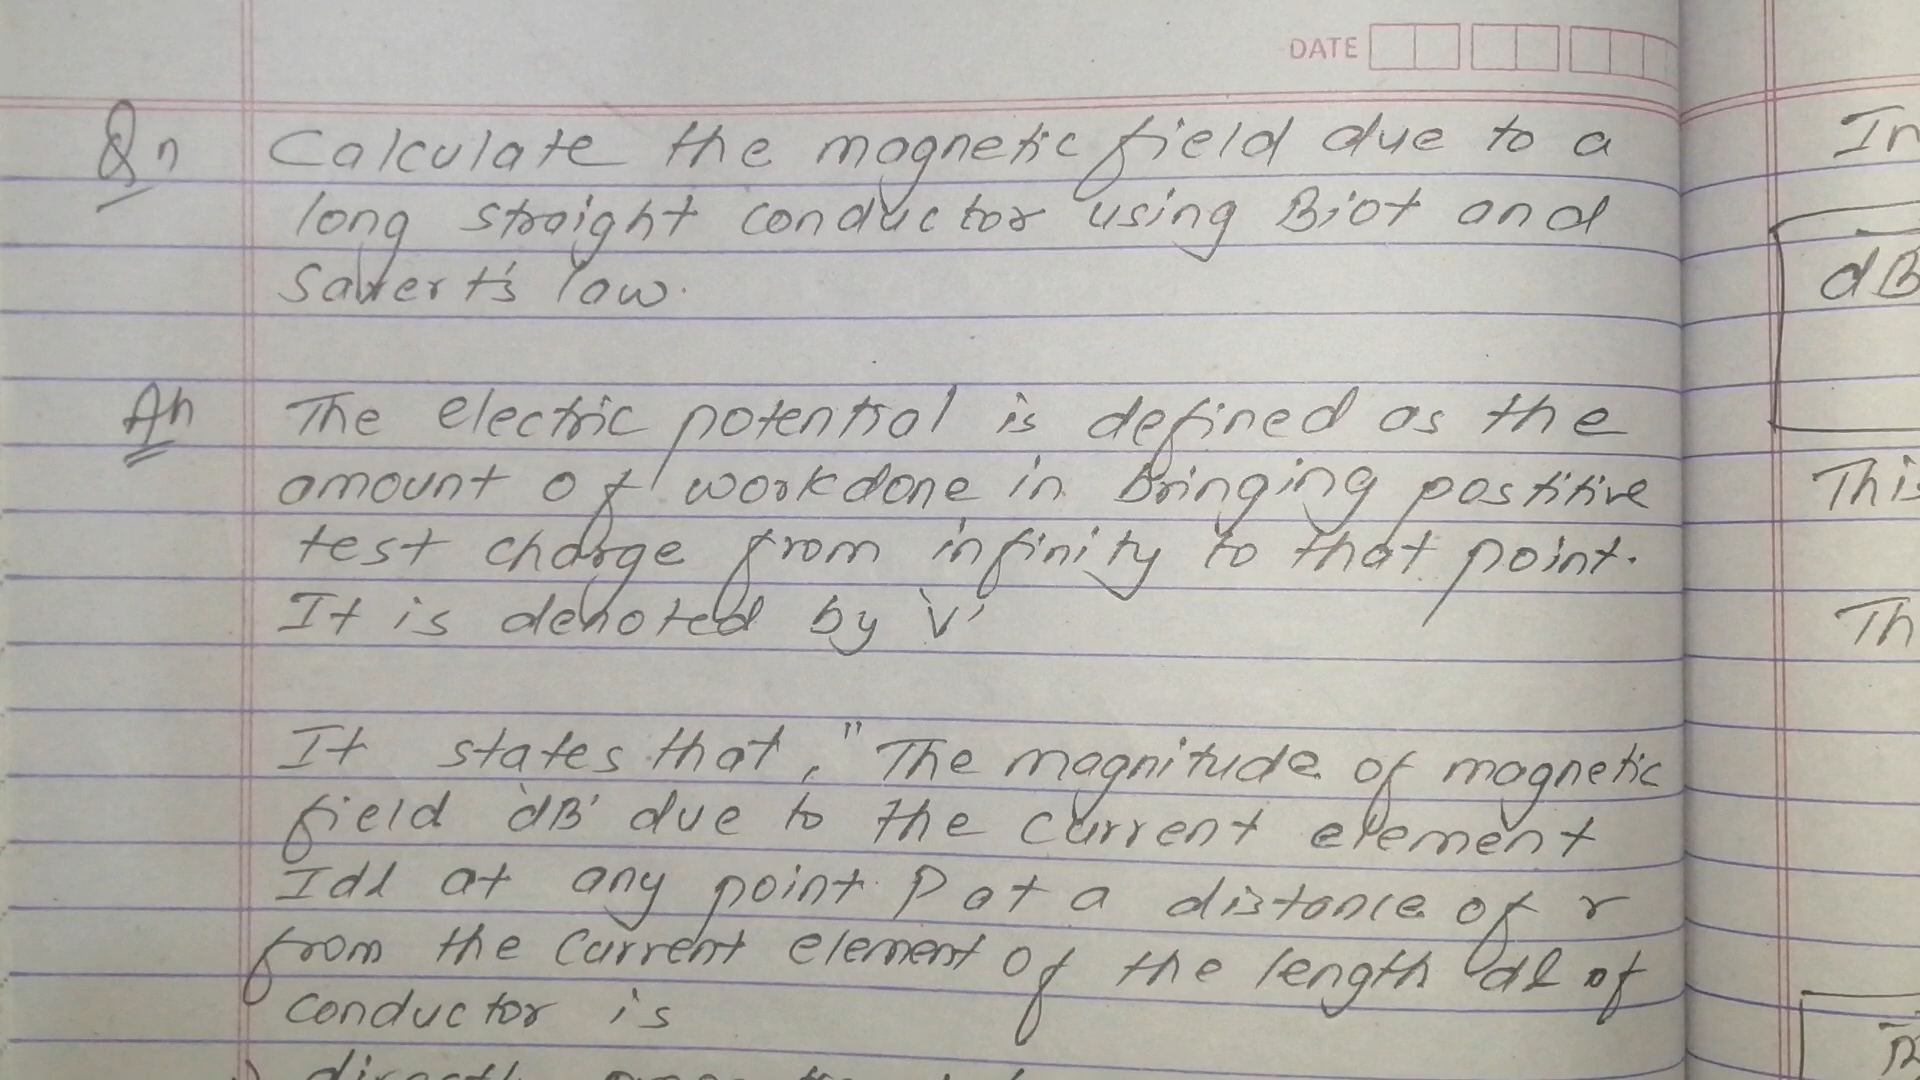 DATE
Qn Calculate the magnetic field due to a
long straight conductor using Biot and
Savert's law.
An The electric potential is defined as the
amount of workdone in bringing postitive
test charge from infinity to that point.
It is denoted by 'V'
It states that, "The magnitude of magnetic
field 'dB' due to the current element
Idl at any point P at a distance of r
from the current element of the length dl of
conductor is
In
dB
This
Th